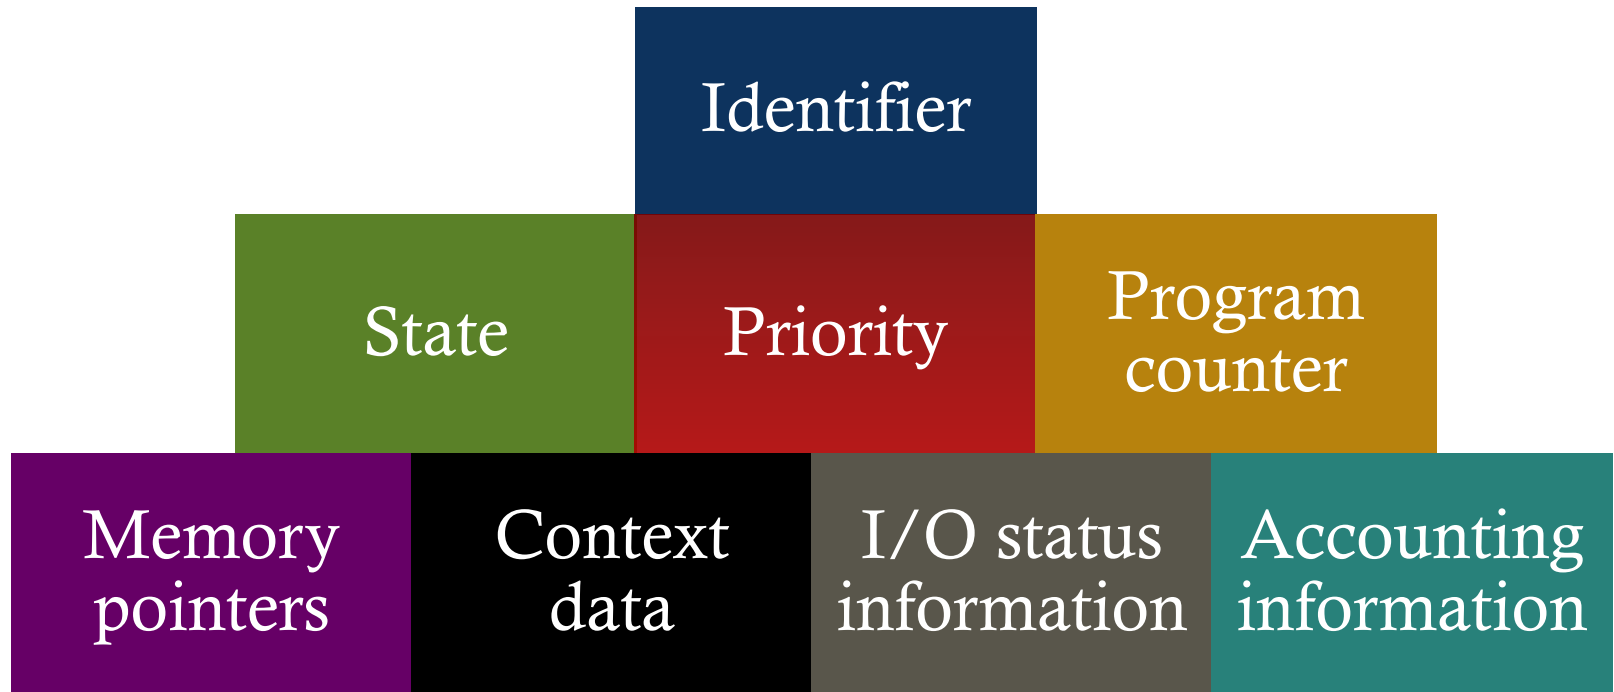 Identifier
State
Priority
Program
counter
Memory
pointers
Context
data
I/O status
information
Accounting
information